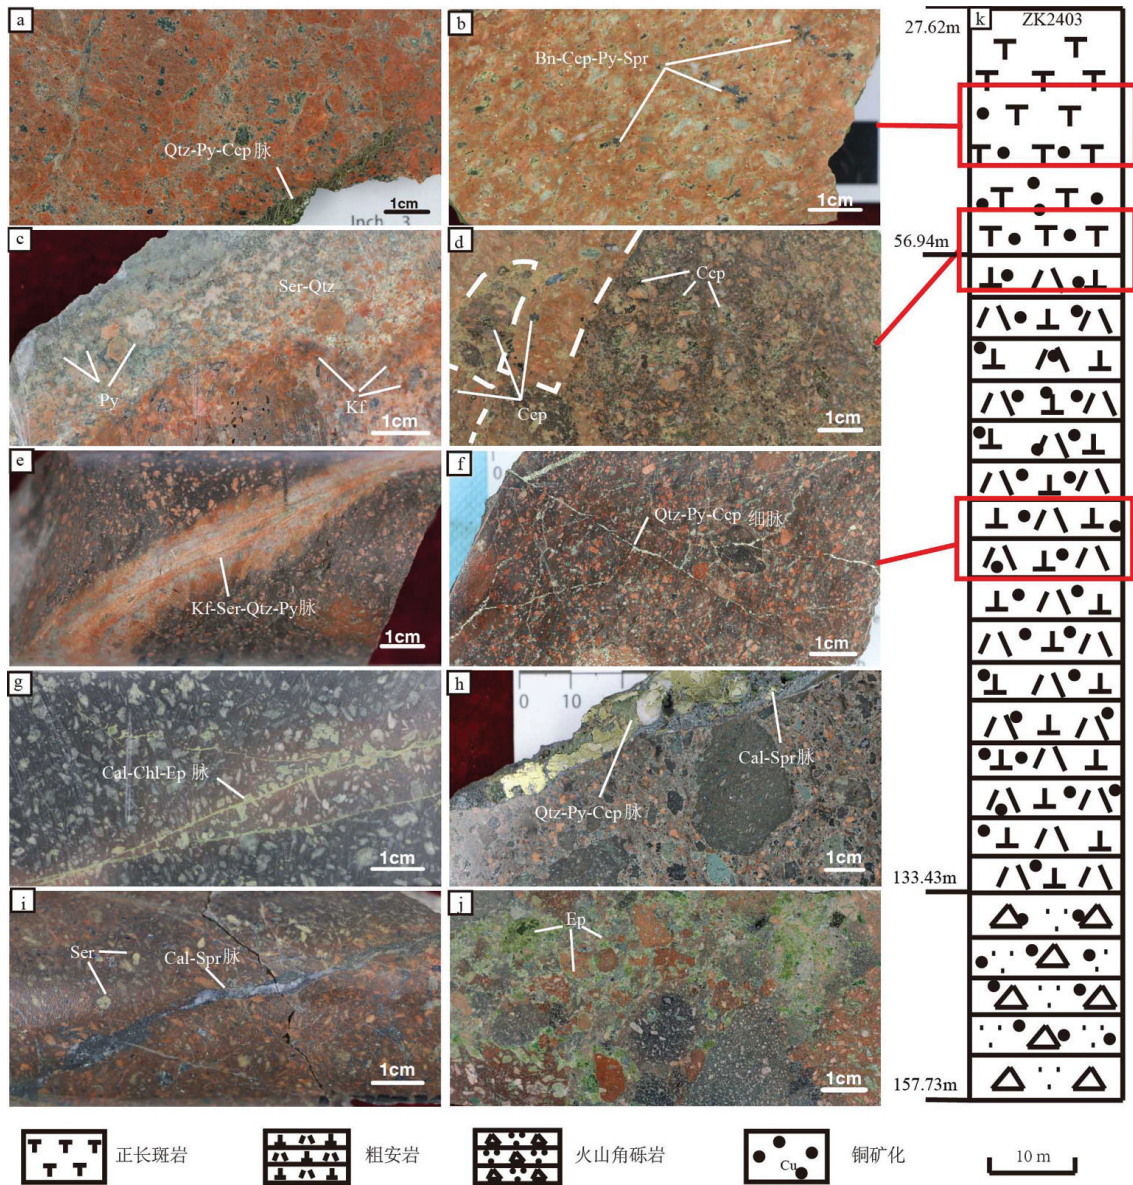 a
Qtz-Py-Ccp 脉
1cm
Inch 3
b
Bn-Ccp-Py-Spr
1cm
c
Ser-Qtz
Py
Kf
1cm
d
Ccp
Ccp
1cm
e
Kf-Ser-Qtz-Py脉
1cm
f
Qtz-Py-Ccp 细脉
1cm
g
Cal-Chl-Ep 脉
1cm
h
0 10
Cal-Spr脉
Qtz-Py-Ccp脉
1cm
i
Ser
Cal-Spr脉
1cm
j
Ep
1cm
k
ZK2403
27.62m
56.94m
133.43m
157.73m
正长斑岩
粗安岩
火山角砾岩
Cu
铜矿化
10 m